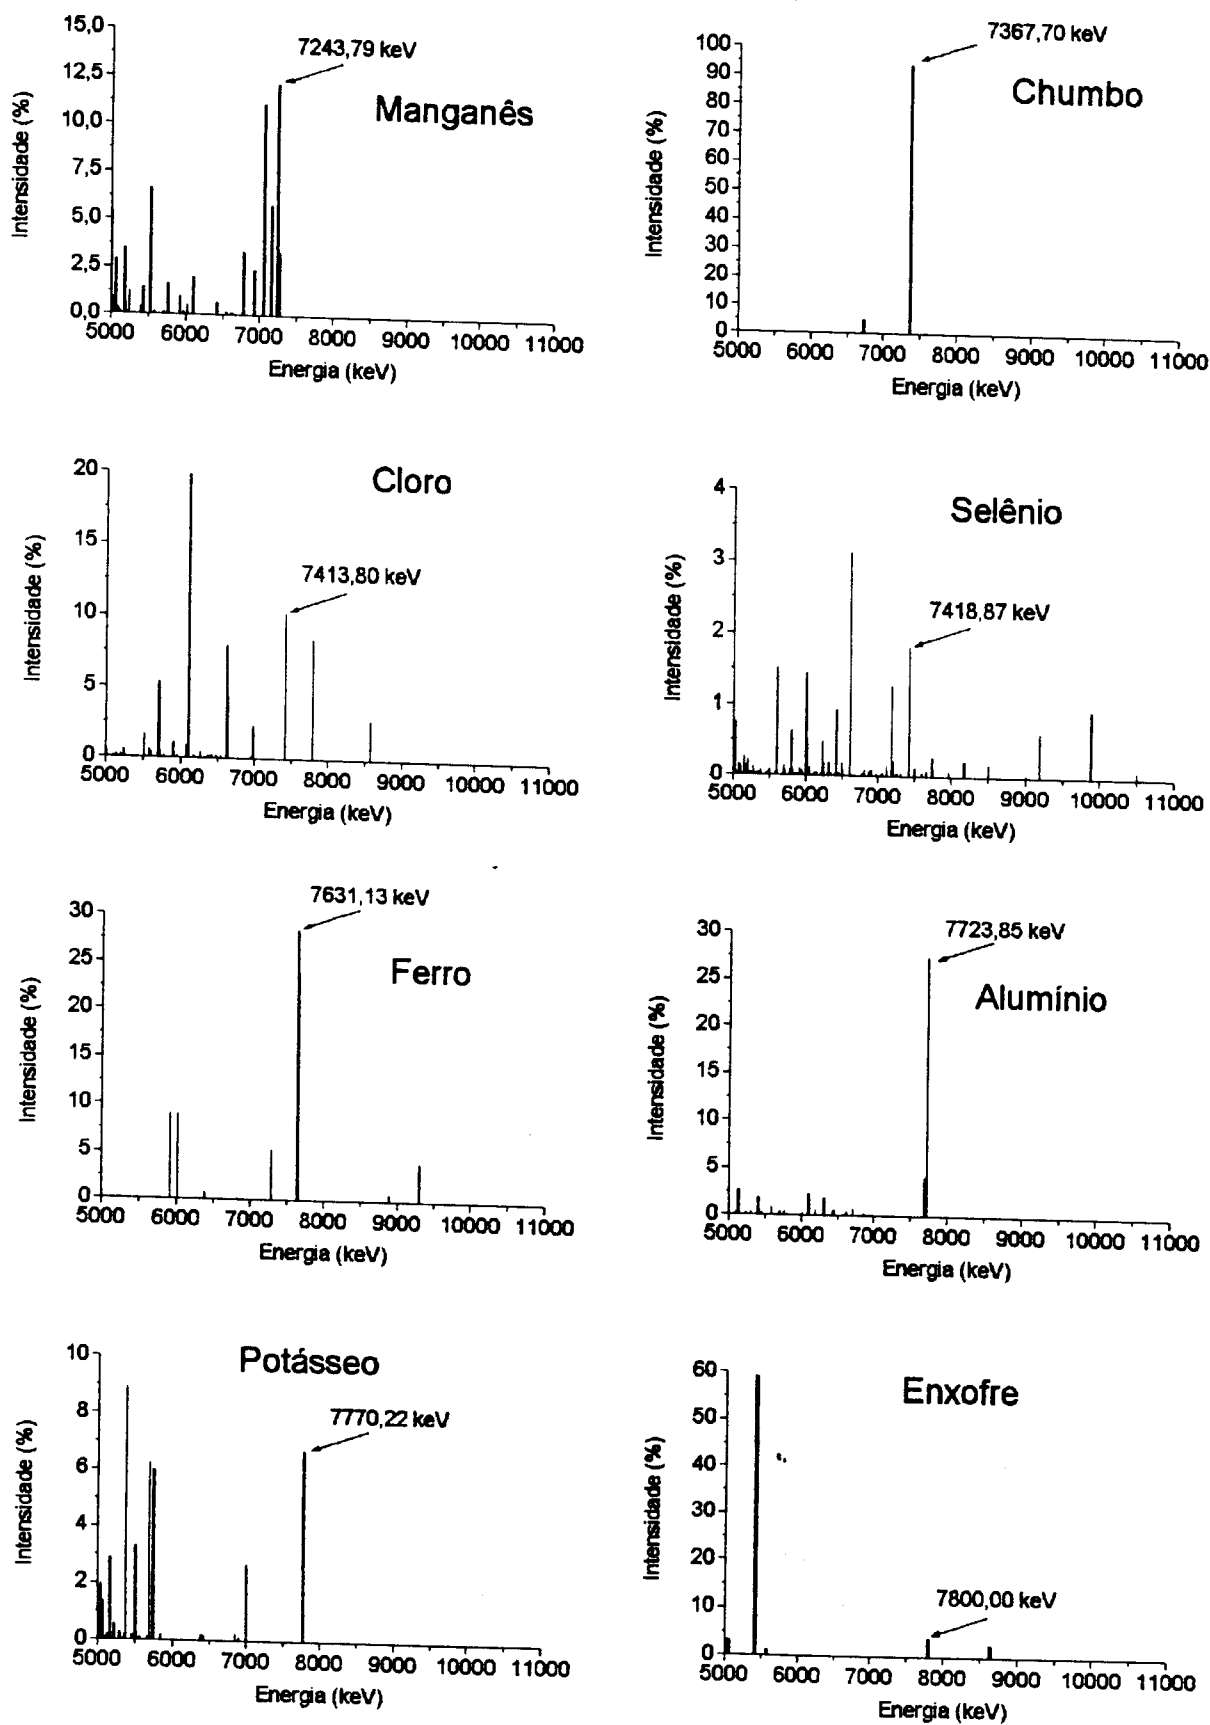 15,0
12,5
10,0
7,5
5,0
2,5
0,0
Intensidade (%)
7243,79 keV
Manganês
5000 6000 7000 8000 9000 10000 11000
Energia (keV)
100
90
80
70
60
50
40
30
20
10
0
Intensidade (%)
7367,70 keV
Chumbo
5000 6000 7000 8000 9000 10000 11000
Energia (keV)
20
15
10
5
0
Intensidade (%)
Cloro
7413,80 keV
5000 6000 7000 8000 9000 10000 11000
Energia (keV)
4
3
2
1
0
Intensidade (%)
Selênio
7418,87 keV
5000 6000 7000 8000 9000 10000 11000
Energia (keV)
30
25
20
15
10
5
0
Intensidade (%)
7631,13 keV
Ferro
5000 6000 7000 8000 9000 10000 11000
Energia (keV)
30
25
20
15
10
5
0
Intensidade (%)
7723,85 keV
Alumínio
5000 6000 7000 8000 9000 10000 11000
Energia (keV)
10
8
6
4
2
0
Intensidade (%)
Potásseo
7770,22 keV
5000 6000 7000 8000 9000 10000 11000
Energia (keV)
60
50
40
30
20
10
0
Intensidade (%)
Enxofre
7800,00 keV
5000 6000 7000 8000 9000 10000 11000
Energia (keV)